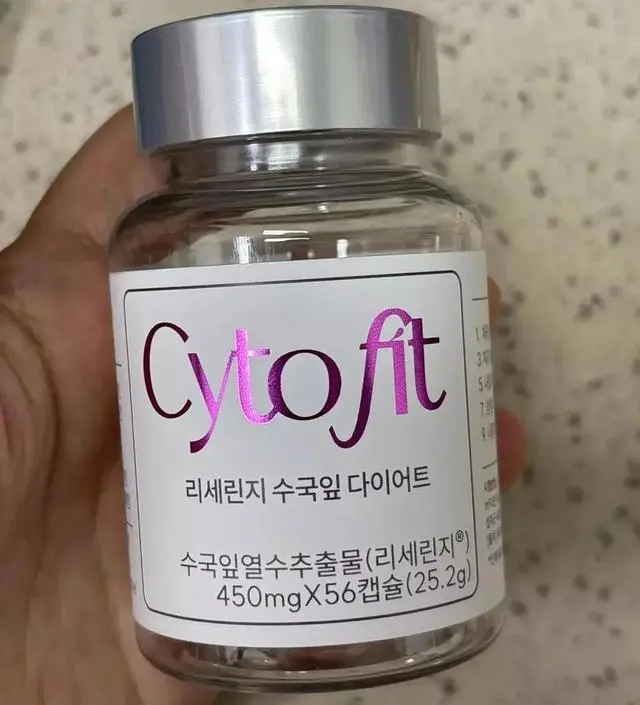 Cytofit
리세린지 수국잎 다이어트
수국잎열수추출물(리세린지®)
450mgX56캡슐(25.2g)